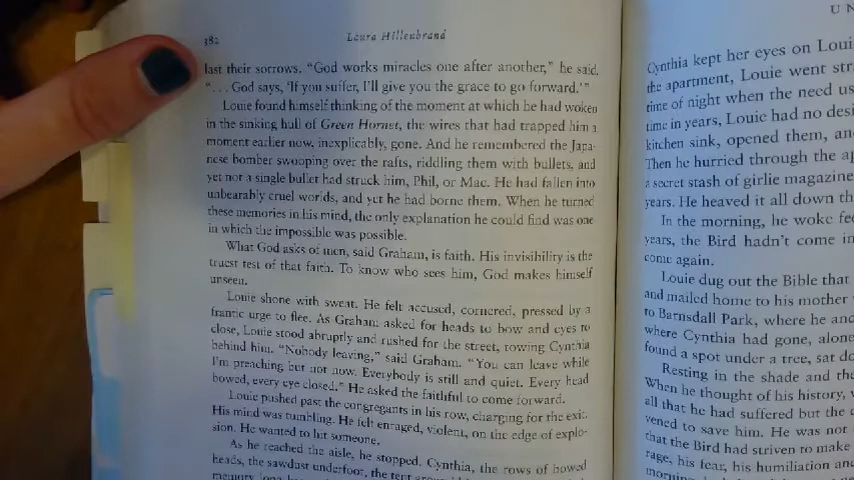 382
Laura Hillenbrand
last their sorrows. "God works miracles one after another," he said.
". . . God says, 'If you suffer, I'll give you the grace to go forward.'"
Louie found himself thinking of the moment at which he had woken
in the sinking hull of Green Hornet, the wires that had trapped him a
moment earlier now, inexplicably, gone. And he remembered the Japa-
nese bomber swooping over the rafts, riddling them with bullets, and
yet not a single bullet had struck him, Phil, or Mac. He had fallen into
unbearably cruel worlds, and yet he had borne them. When he turned
these memories in his mind, the only explanation he could find was one
in which the impossible was possible.
What God asks of men, said Graham, is faith. His invisibility is the
truest test of that faith. To know who sees him, God makes himself
unseen.
Louie shone with sweat. He felt accused, cornered, pressed by a
frantic urge to flee. As Graham asked for heads to bow and eyes to
close, Louie stood abruptly and rushed for the street, towing Cynthia
behind him. "Nobody leaving," said Graham. "You can leave while
I'm preaching but not now. Everybody is still and quiet. Every head
bowed, every eye closed." He asked the faithful to come forward.
Louie pushed past the congregants in his row, charging for the exit.
His mind was tumbling. He felt enraged, violent, on the edge of explo-
sion. He wanted to hit someone.
As he reached the aisle, he stopped. Cynthia, the rows of bowed
heads, the sawdust underfoot, the tent around
memory long
U N
Cynthia kept her eyes on Loui
the apartment, Louie went str
time of night when the need us
time in years, Louie had no desi
kitchen sink, opened them, an
Then he hurried through the ap
a secret stash of girlie magazine
years. He heaved it all down th
In the morning, he woke fee
years, the Bird hadn't come in
come again.
Louie dug out the Bible that
and mailed home to his mother
to Barnsdall Park, where he and
where Cynthia had gone, alone
found a spot under a tree, sat do
Resting in the shade and the
When he thought of his history,
all that he had suffered but the
vened to save him. He was not
that the Bird had striven to make
rage, his fear, his humiliation and
morning